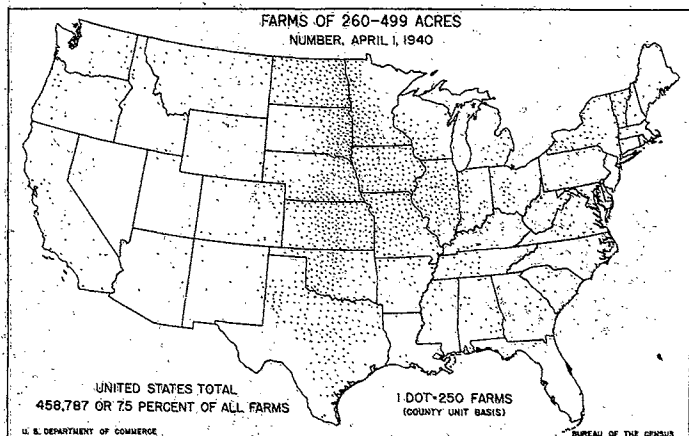 FARMS OF 260-499 ACRES
NUMBER, APRIL 1, 1940
UNITED STATES TOTAL
458,787 OR 7.5 PERCENT OF ALL FARMS
1 DOT=250 FARMS
(COUNTY UNIT BASIS)
U. S. DEPARTMENT OF COMMERCE
BUREAU OF THE CENSUS